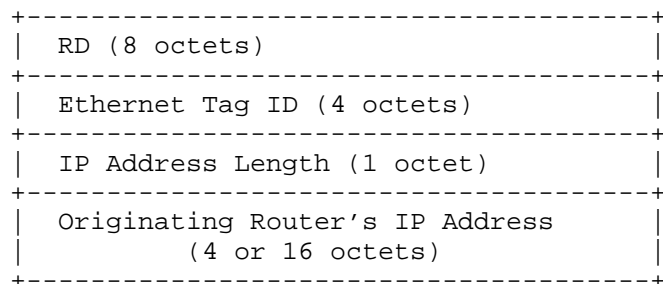 +---------------------------------------+
| RD (8 octets) |
+---------------------------------------+
| Ethernet Tag ID (4 octets) |
+---------------------------------------+
| IP Address Length (1 octet) |
+---------------------------------------+
| Originating Router's IP Address |
| (4 or 16 octets) |
+---------------------------------------+